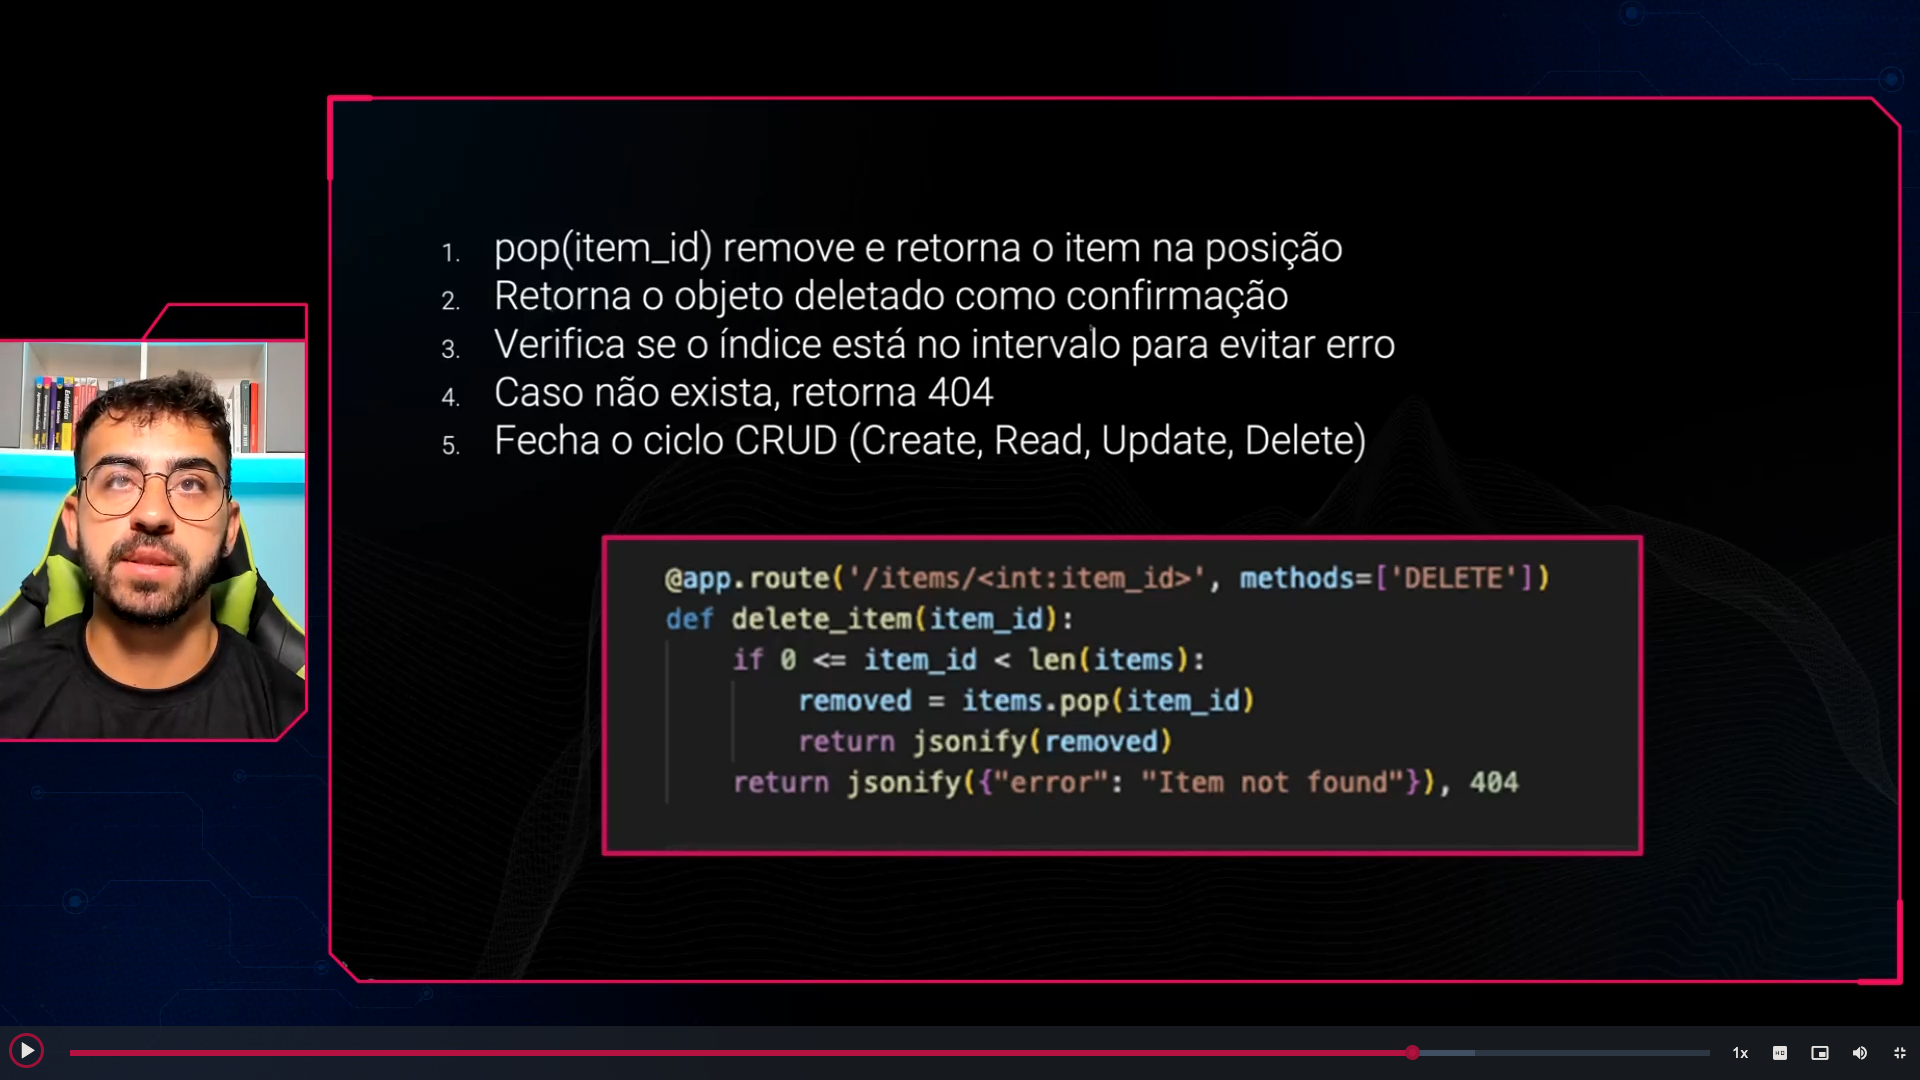 1. pop(item_id) remove e retorna o item na posição
2. Retorna o objeto deletado como confirmação
3. Verifica se o índice está no intervalo para evitar erro
4. Caso não exista, retorna 404
5. Fecha o ciclo CRUD (Create, Read, Update, Delete)
@app.route('/items/<int:item_id>', methods=['DELETE'])
def delete_item(item_id):
if 0 <= item_id < len(items):
removed = items.pop(item_id)
return jsonify(removed)
return jsonify({"error": "Item not found"}), 404
1x